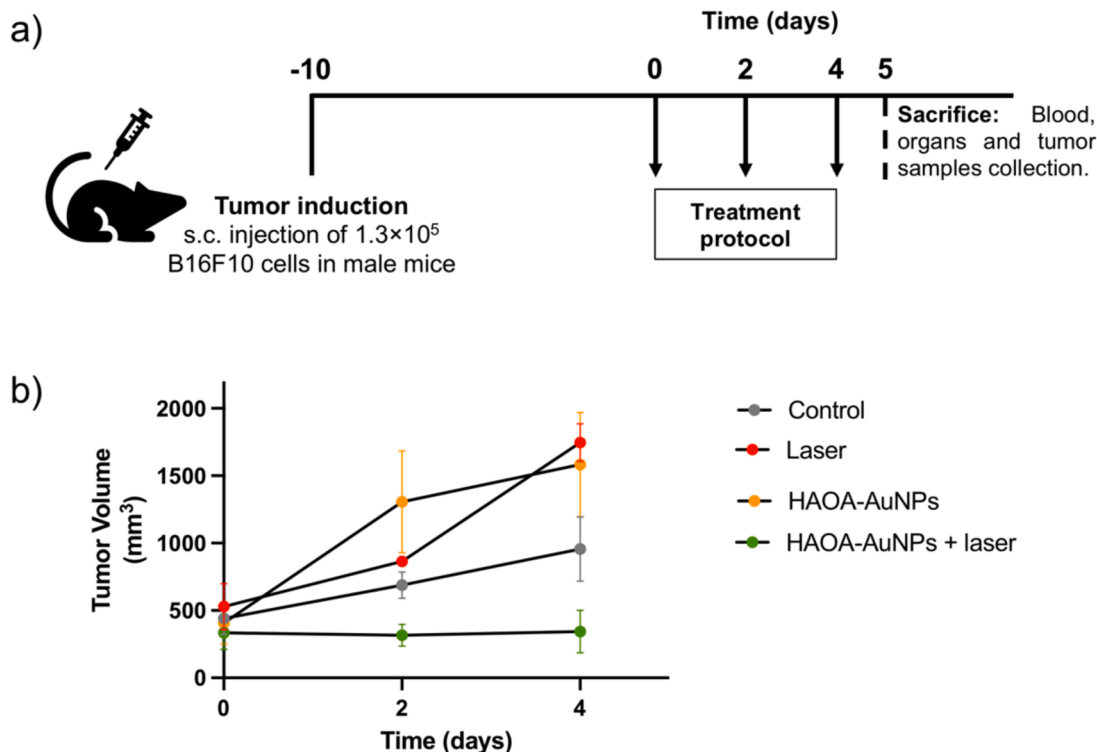 a)
Time (days)
-10 0 2 4 5
Sacrifice: Blood,
organs and tumor
samples collection.
Tumor induction
s.c. injection of 1.3×10⁵
B16F10 cells in male mice
Treatment
protocol
b)
Tumor Volume
(mm³)
2000
1500
1000
500
0
0 2 4
Time (days)
Control
Laser
HAOA-AuNPs
HAOA-AuNPs + laser